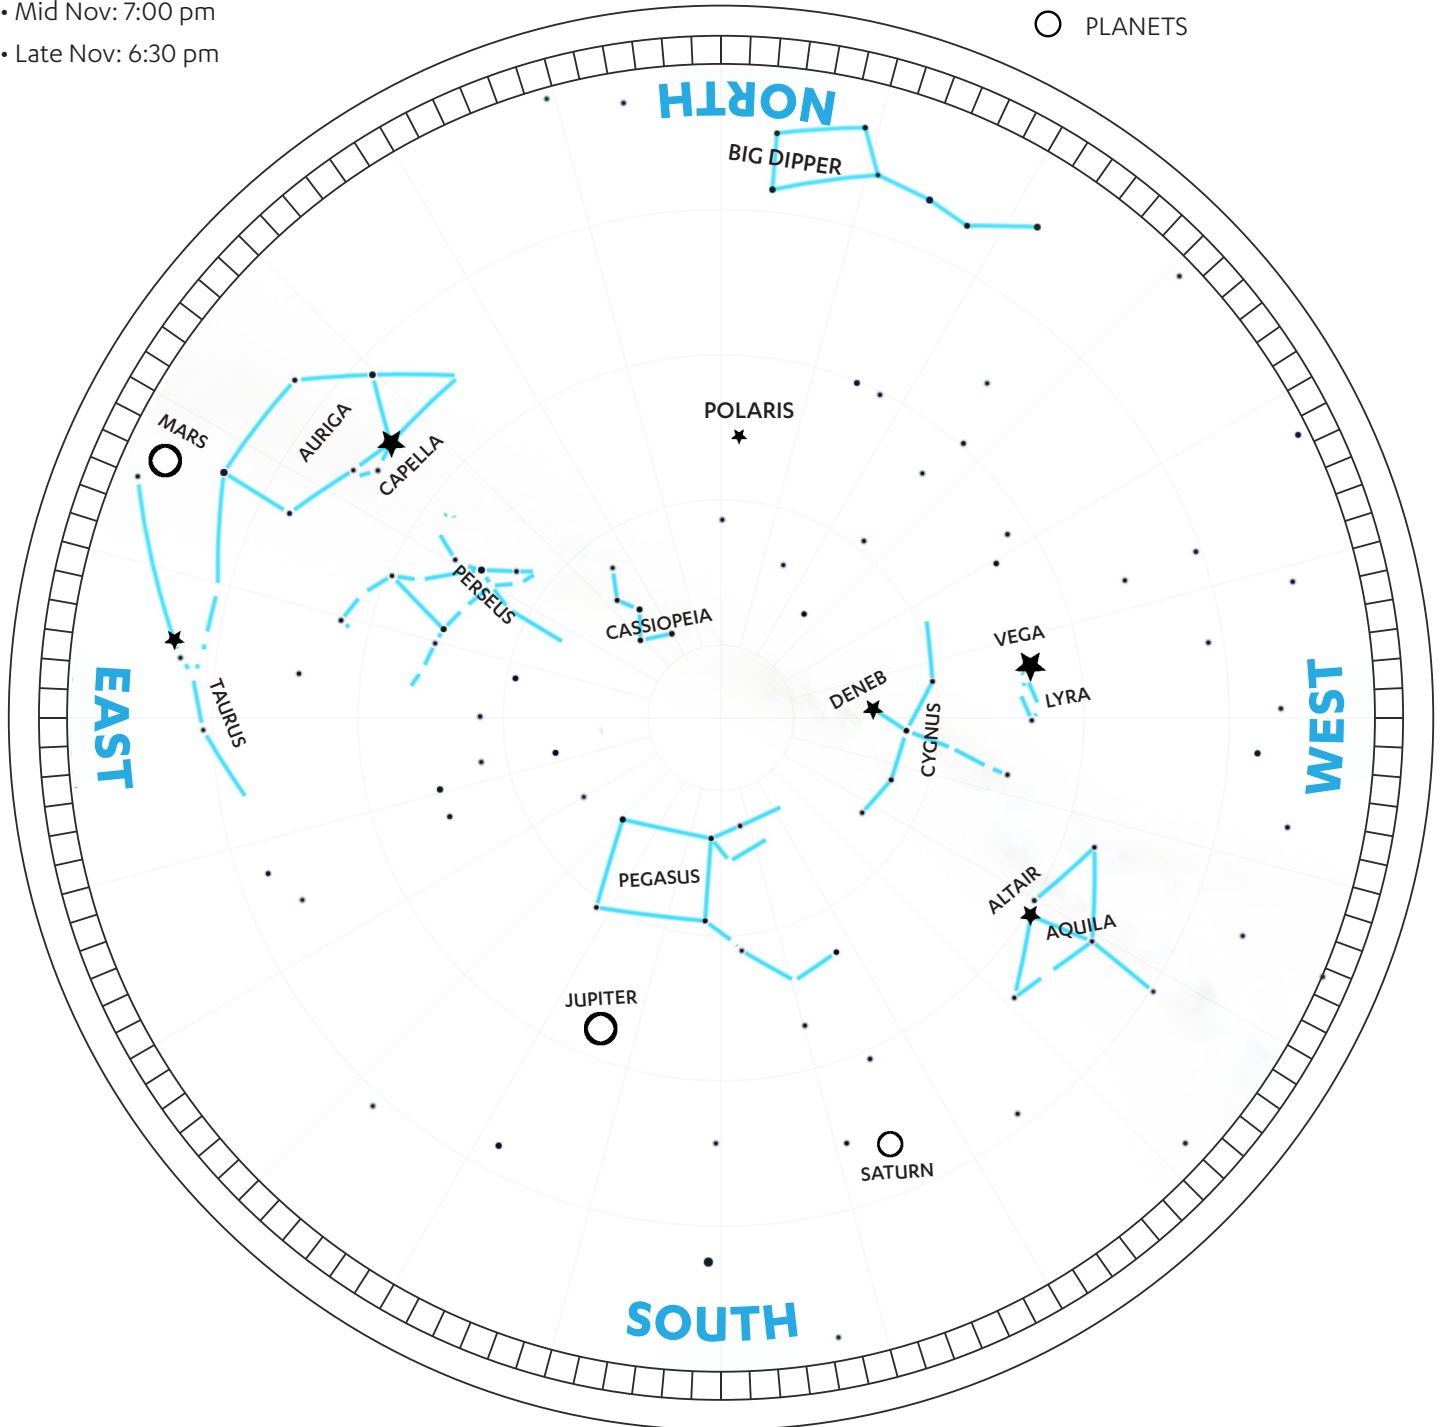 • Mid Nov: 7:00 pm
• Late Nov: 6:30 pm
PLANETS
NORTH
BIG DIPPER
POLARIS
MARS
AURIGA
CAPELLA
PERSEUS
CASSIOPEIA
VEGA
LYRA
DENEB
CYGNUS
EAST
TAURUS
WEST
PEGASUS
ALTAIR
AQUILA
JUPITER
SATURN
SOUTH